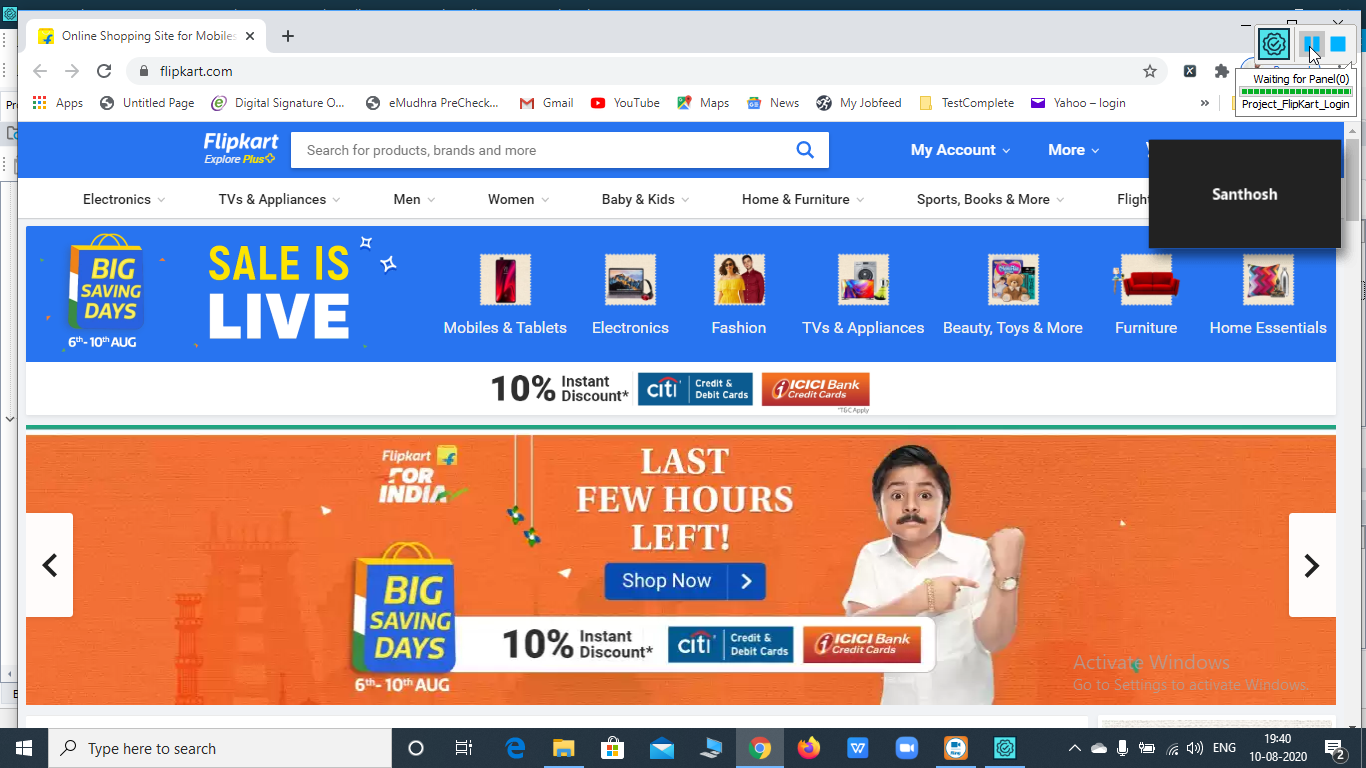 Online Shopping Site for Mobiles
flipkart.com
Waiting for Panel(0)
Project_FlipKart_Login
Apps
Untitled Page
Digital Signature O...
eMudhra PreCheck...
Gmail
YouTube
Maps
News
My Jobfeed
TestComplete
Yahoo – login
»
Flipkart
Explore Plus
Search for products, brands and more
My Account
More
Santhosh
Electronics
TVs & Appliances
Men
Women
Baby & Kids
Home & Furniture
Sports, Books & More
Flight
BIG
SAVING
DAYS
6th - 10th AUG
SALE IS
LIVE
Mobiles & Tablets
Electronics
Fashion
TVs & Appliances
Beauty, Toys & More
Furniture
Home Essentials
10% Instant
Discount*
citi Credit &
Debit Cards
ICICI Bank
Credit Cards
*T&C Apply
Flipkart
FOR
INDIA
LAST
FEW HOURS
LEFT!
Shop Now
BIG
SAVING
DAYS
6th - 10th AUG
10% Instant
Discount*
citi Credit &
Debit Cards
ICICI Bank
Credit Cards
Activate Windows
Go to Settings to activate Windows.
Type here to search
ENG
19:40
10-08-2020
2